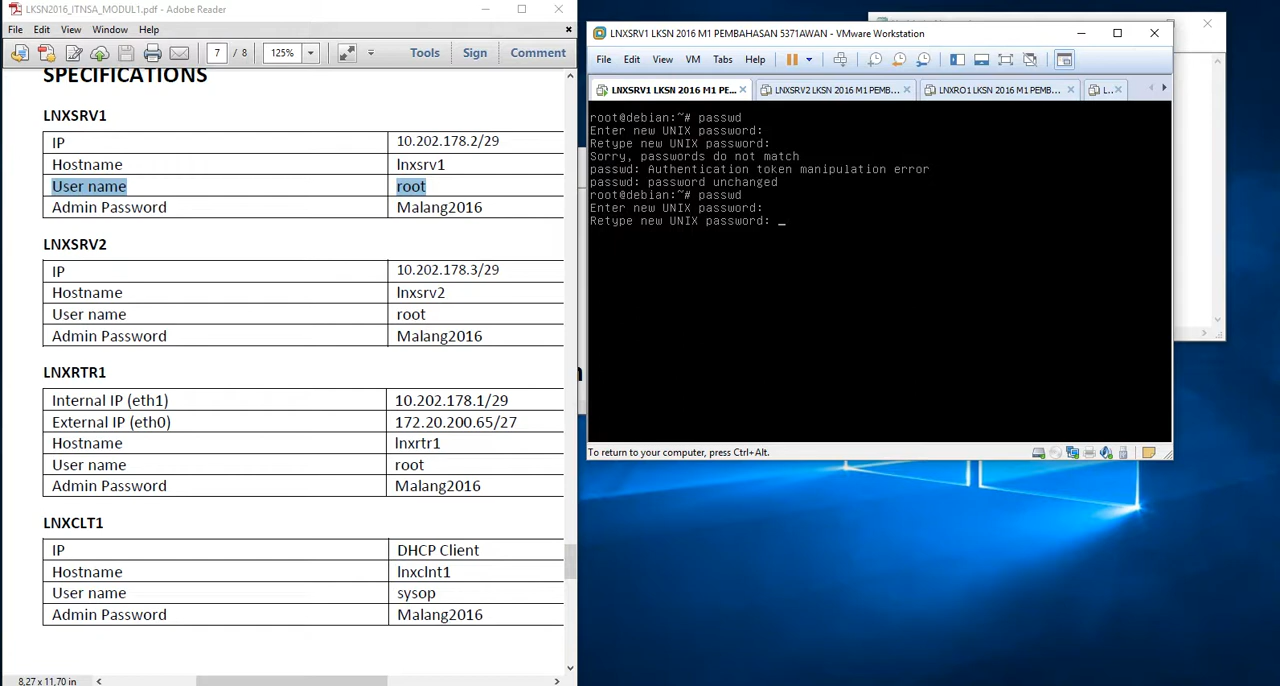 LKSN2016_ITNSA_MODUL1.pdf - Adobe Reader
File Edit View Window Help
7 / 8 125% Tools Sign Comment
SPECIFICATIONS
LNXSRV1
IP 10.202.178.2/29
Hostname lnxsrv1
User name root
Admin Password Malang2016
LNXSRV2
IP 10.202.178.3/29
Hostname lnxsrv2
User name root
Admin Password Malang2016
LNXRTR1
Internal IP (eth1) 10.202.178.1/29
External IP (eth0) 172.20.200.65/27
Hostname lnxrtr1
User name root
Admin Password Malang2016
LNXCLT1
IP DHCP Client
Hostname lnxclnt1
User name sysop
Admin Password Malang2016
8,27 x 11,70 in
LNXSRV1 LKSN 2016 M1 PEMBAHASAN 5371AWAN - VMware Workstation
File Edit View VM Tabs Help
LNXSRV1 LKSN 2016 M1 PE... LNXSRV2 LKSN 2016 M1 PEMB... LNXRO1 LKSN 2016 M1 PEMB... L...
root@debian:~# passwd
Enter new UNIX password:
Retype new UNIX password:
Sorry, passwords do not match
passwd: Authentication token manipulation error
passwd: password unchanged
root@debian:~# passwd
Enter new UNIX password:
Retype new UNIX password: _
To return to your computer, press Ctrl+Alt.